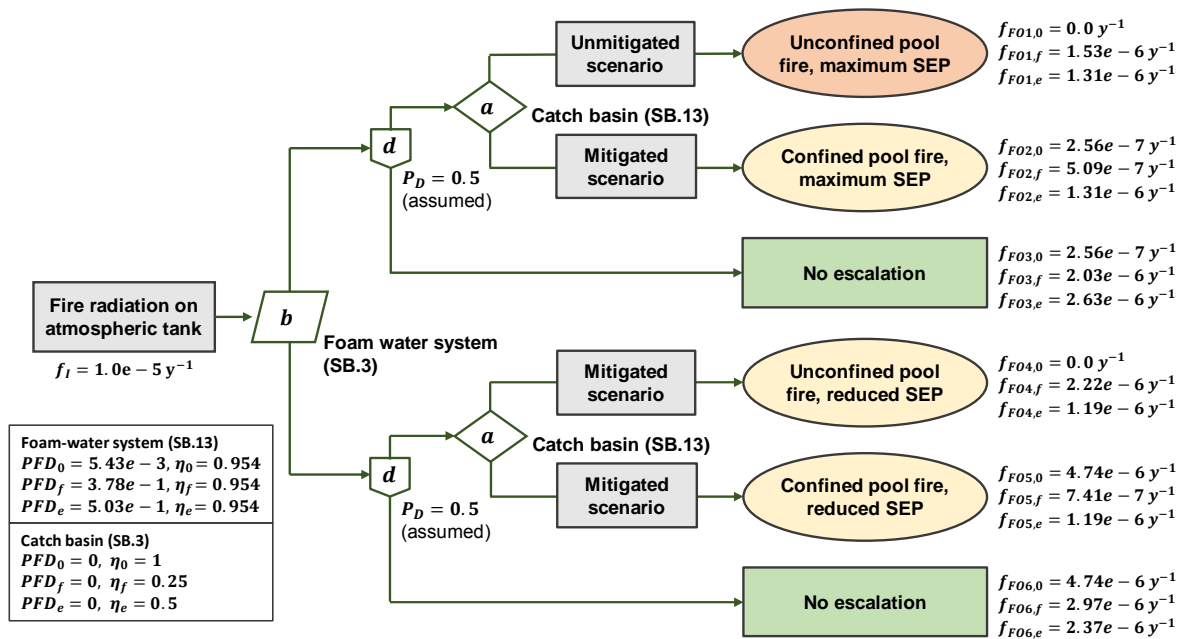 Unmitigated
scenario
Unconfined pool
fire, maximum SEP
f_{FO1,0} = 0.0 y⁻¹
f_{FO1,f} = 1.53e − 6 y⁻¹
f_{FO1,e} = 1.31e − 6 y⁻¹
a
Catch basin (SB.13)
d
P_D = 0.5
(assumed)
Mitigated
scenario
Confined pool fire,
maximum SEP
f_{FO2,0} = 2.56e − 7 y⁻¹
f_{FO2,f} = 5.09e − 7 y⁻¹
f_{FO2,e} = 1.31e − 6 y⁻¹
No escalation
f_{FO3,0} = 2.56e − 7 y⁻¹
f_{FO3,f} = 2.03e − 6 y⁻¹
f_{FO3,e} = 2.63e − 6 y⁻¹
Fire radiation on
atmospheric tank
f_I = 1.0e − 5 y⁻¹
b
Foam water system
(SB.3)
Mitigated
scenario
Unconfined pool
fire, reduced SEP
f_{FO4,0} = 0.0 y⁻¹
f_{FO4,f} = 2.22e − 6 y⁻¹
f_{FO4,e} = 1.19e − 6 y⁻¹
a
Catch basin (SB.13)
d
P_D = 0.5
(assumed)
Mitigated
scenario
Confined pool fire,
reduced SEP
f_{FO5,0} = 4.74e − 6 y⁻¹
f_{FO5,f} = 7.41e − 7 y⁻¹
f_{FO5,e} = 1.19e − 6 y⁻¹
No escalation
f_{FO6,0} = 4.74e − 6 y⁻¹
f_{FO6,f} = 2.97e − 6 y⁻¹
f_{FO6,e} = 2.37e − 6 y⁻¹
Foam-water system (SB.13)
PFD_0 = 5.43e − 3, η_0 = 0.954
PFD_f = 3.78e − 1, η_f = 0.954
PFD_e = 5.03e − 1, η_e = 0.954
Catch basin (SB.3)
PFD_0 = 0, η_0 = 1
PFD_f = 0, η_f = 0.25
PFD_e = 0, η_e = 0.5